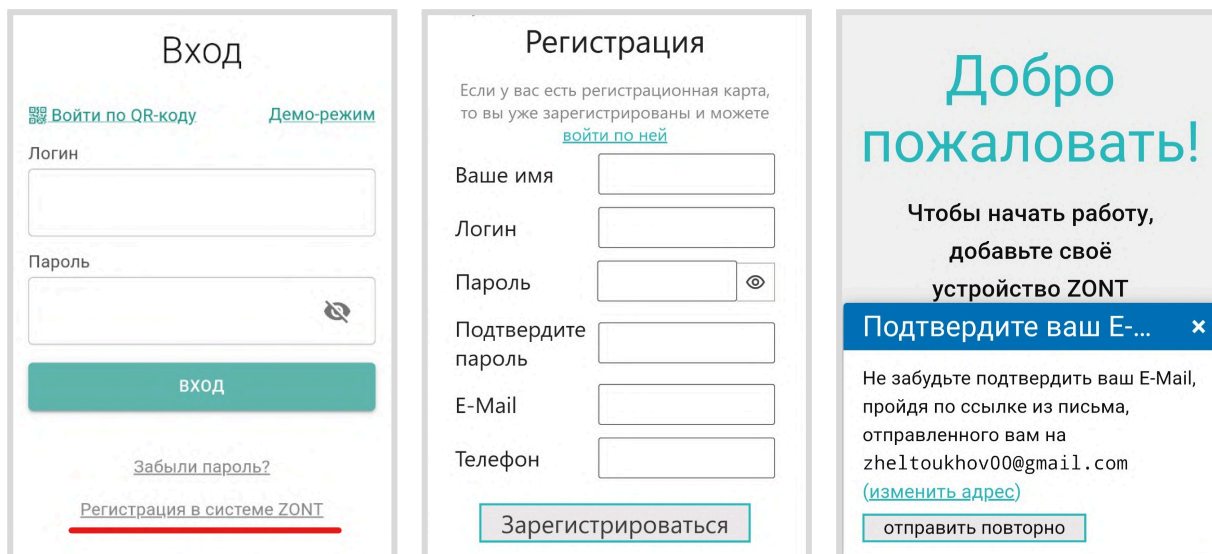 Вход
Войти по QR-коду
Демо-режим
Логин
Пароль
ВХОД
Забыли пароль?
Регистрация в системе ZONT
Регистрация
Если у вас есть регистрационная карта,
то вы уже зарегистрированы и можете
войти по ней
Ваше имя
Логин
Пароль
Подтвердите
пароль
E-Mail
Телефон
Зарегистрироваться
Добро
пожаловать!
Чтобы начать работу,
добавьте своё
устройство ZONT
Подтвердите ваш E-...
×
Не забудьте подтвердить ваш E-Mail,
пройдя по ссылке из письма,
отправленного вам на
zheltoukhov00@gmail.com
(изменить адрес)
отправить повторно